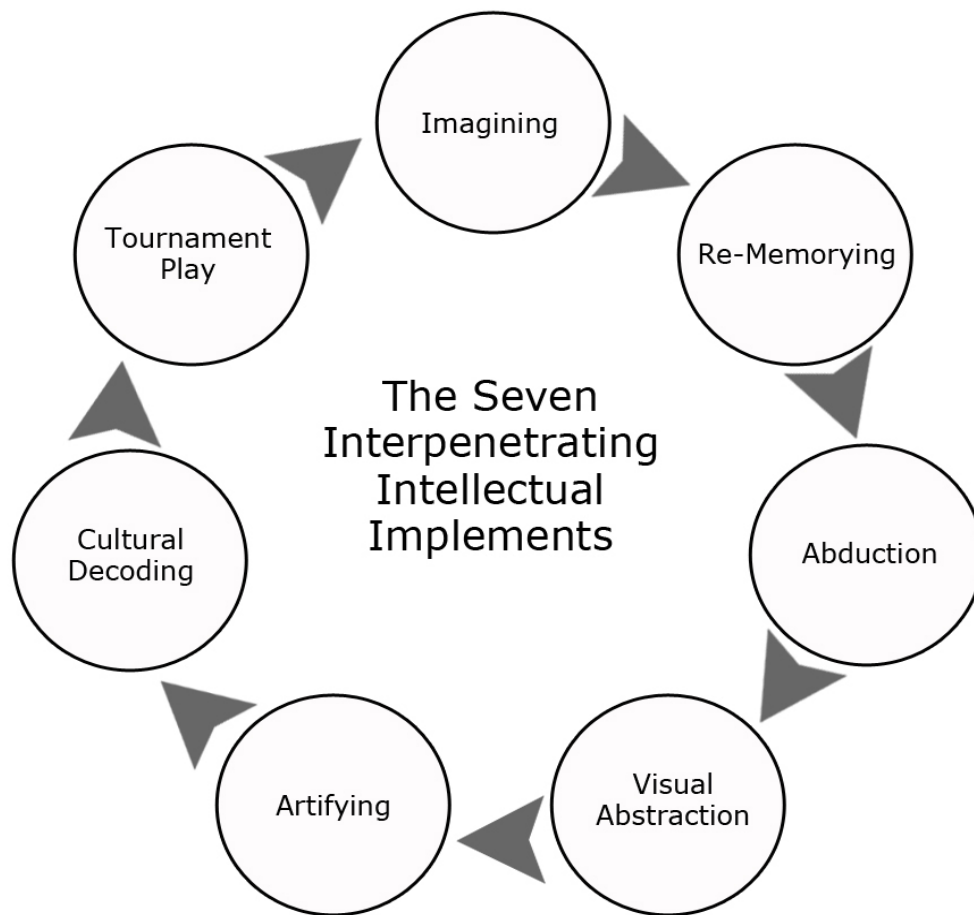 Imagining
Re-Memorying
Abduction
Visual
Abstraction
Artifying
Cultural
Decoding
Tournament
Play
The Seven
Interpenetrating
Intellectual
Implements